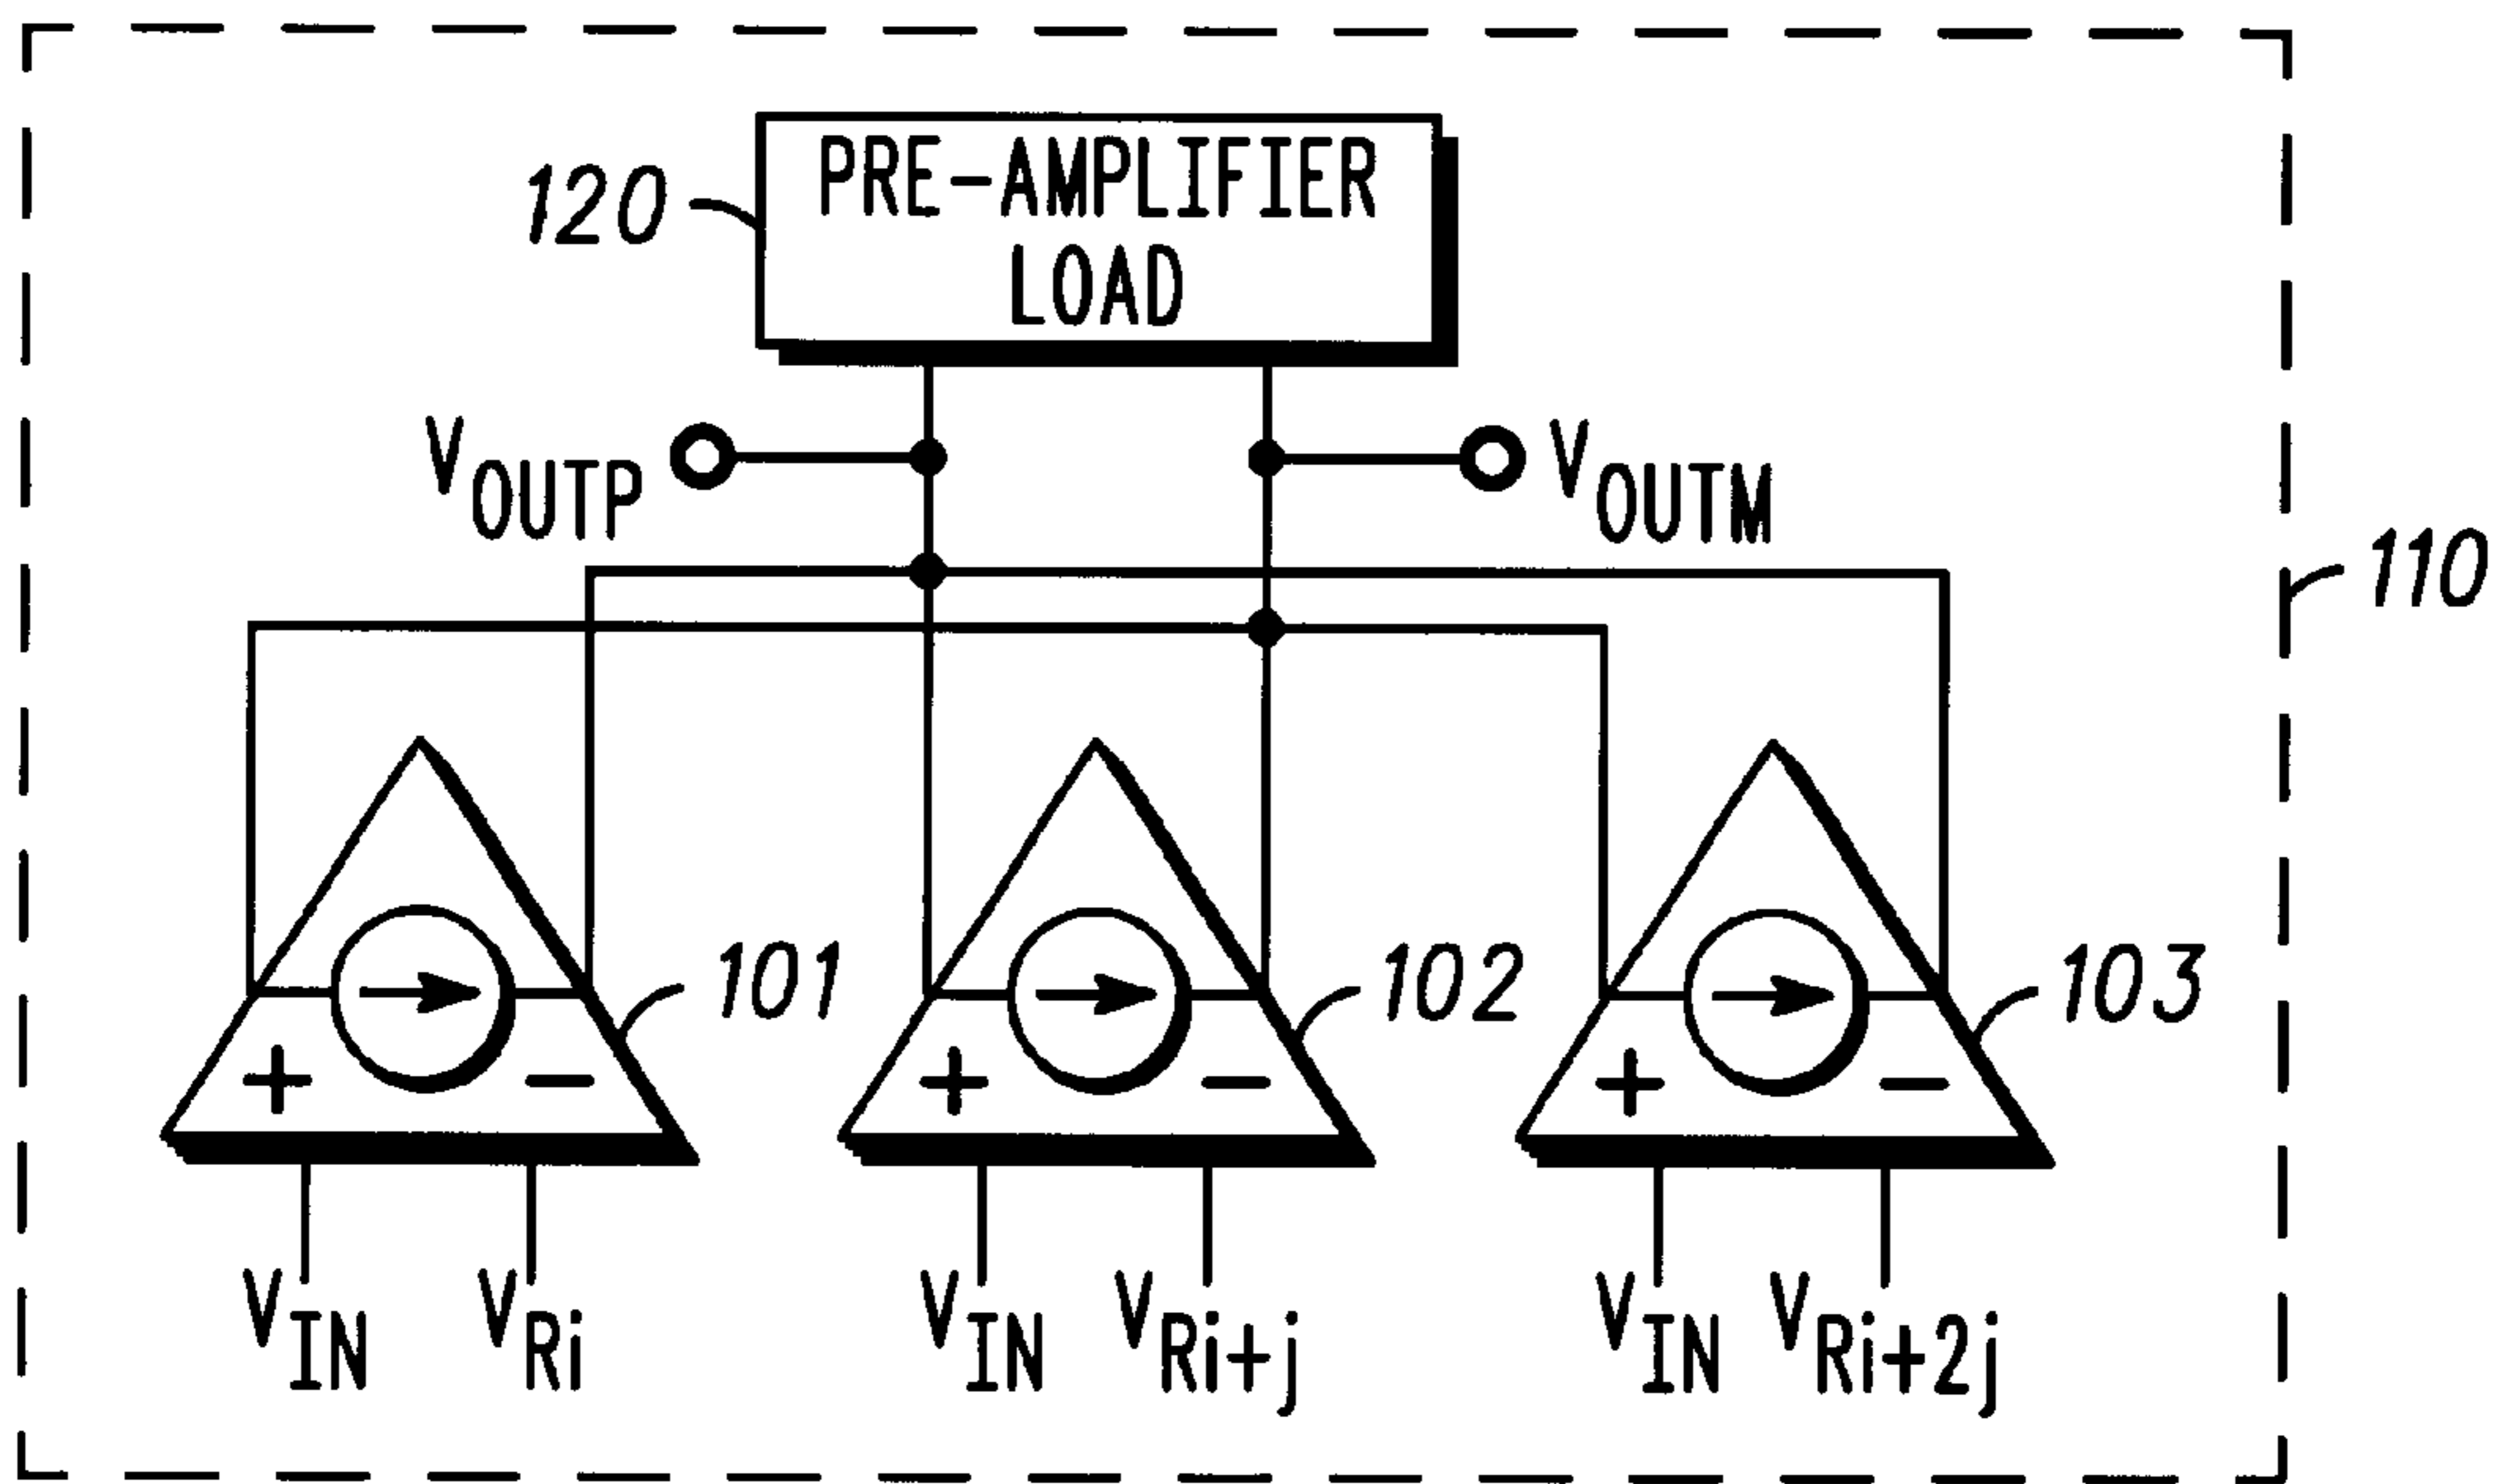 120
PRE-AMPLIFIER
LOAD
VOUTP
VOUTM
110
101
102
103
+ −
+ −
+ −
VIN VRi VIN VRi+j VIN VRi+2j